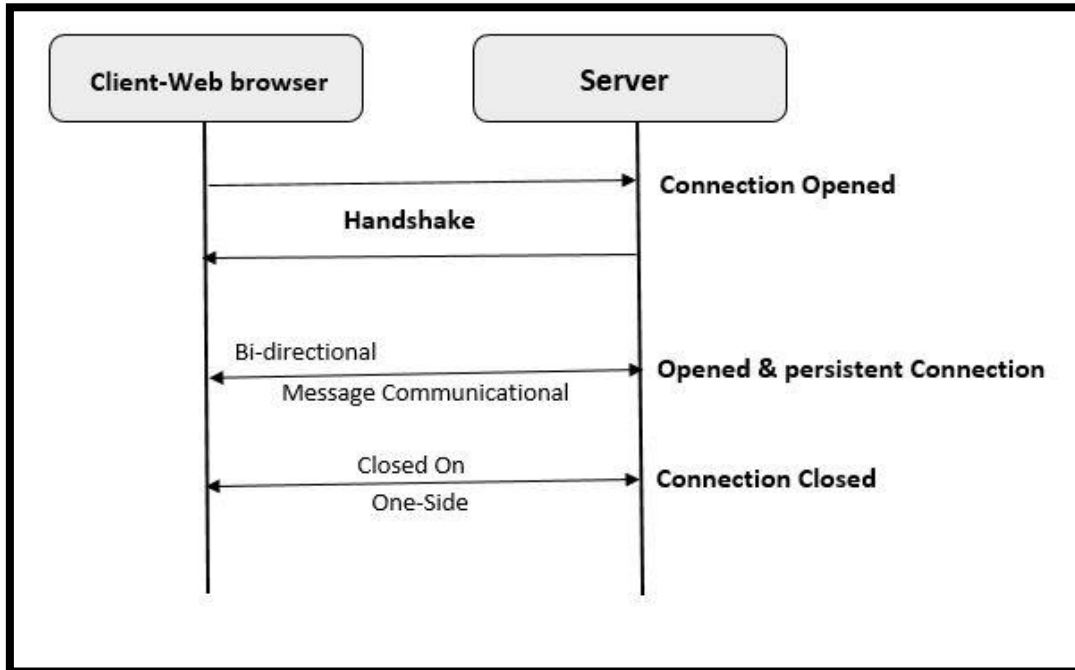 Client-Web browser
Server
Connection Opened
Handshake
Bi-directional
Opened & persistent Connection
Message Communicational
Closed On
Connection Closed
One-Side